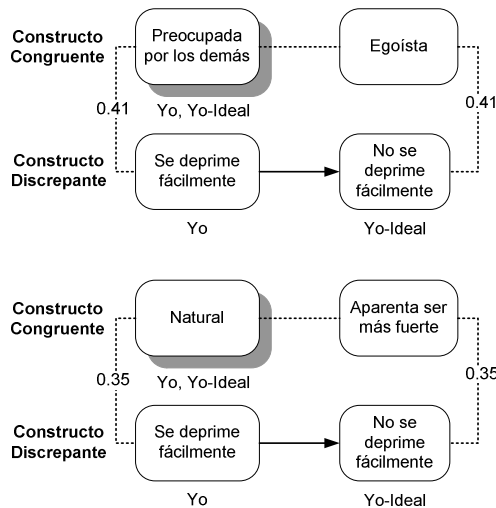 Constructo
Congruente
Preocupada
por los demás
Egoísta
0.41
0.41
Yo, Yo-Ideal
Constructo
Discrepante
Se deprime
fácilmente
No se
deprime
fácilmente
Yo
Yo-Ideal
Constructo
Congruente
Natural
Aparenta ser
más fuerte
0.35
0.35
Yo, Yo-Ideal
Constructo
Discrepante
Se deprime
fácilmente
No se
deprime
fácilmente
Yo
Yo-Ideal